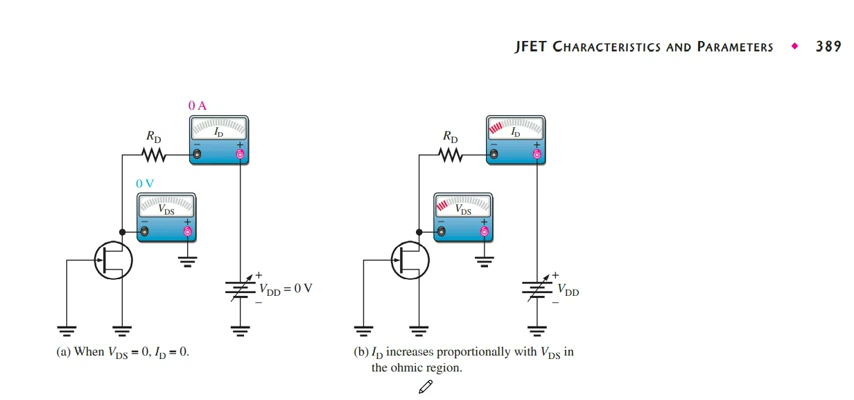 JFET CHARACTERISTICS AND PARAMETERS ◆ 389
0 A
I_D
R_D
− +
0 V
V_DS
− +
+
V_DD = 0 V
−
(a) When V_DS = 0, I_D = 0.
I_D
R_D
− +
V_DS
− +
+
V_DD
−
(b) I_D increases proportionally with V_DS in
the ohmic region.